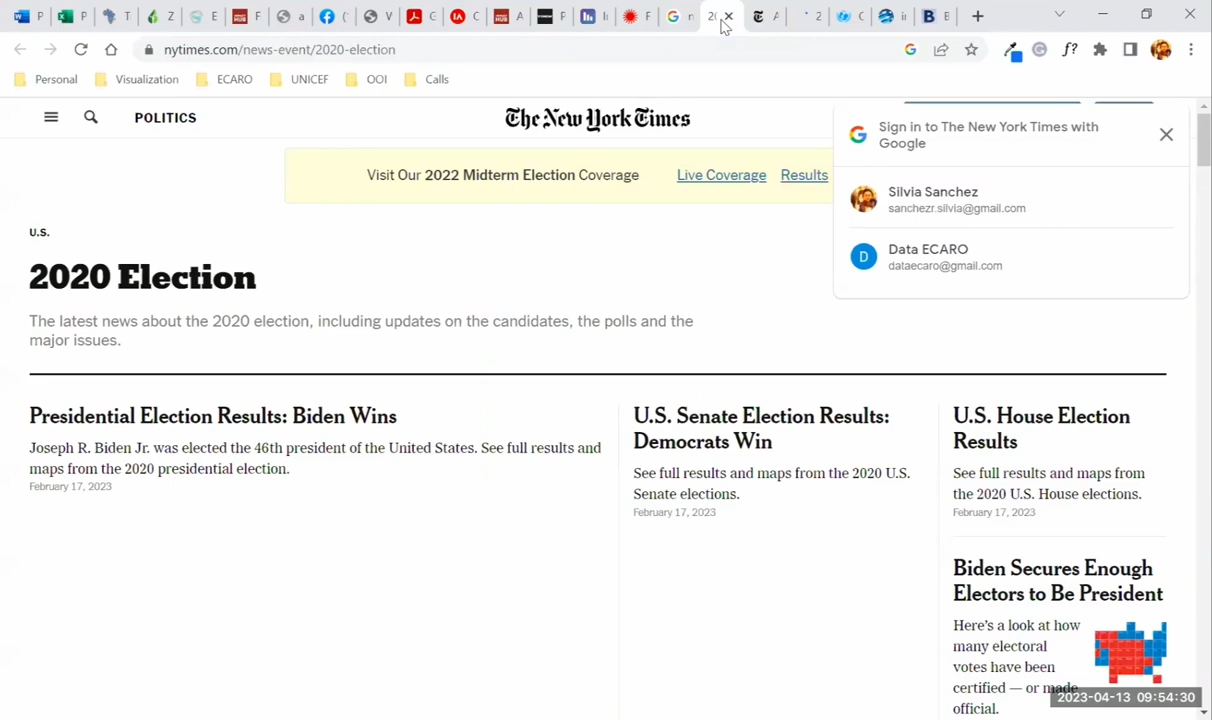 nytimes.com/news-event/2020-election
Personal Visualization ECARO UNICEF OOI Calls
POLITICS
The New York Times
Sign in to The New York Times with
Google
Silvia Sanchez
sanchezr.silvia@gmail.com
D
Data ECARO
dataecaro@gmail.com
Visit Our 2022 Midterm Election Coverage Live Coverage Results
U.S.
2020 Election
The latest news about the 2020 election, including updates on the candidates, the polls and the
major issues.
Presidential Election Results: Biden Wins
Joseph R. Biden Jr. was elected the 46th president of the United States. See full results and
maps from the 2020 presidential election.
February 17, 2023
U.S. Senate Election Results:
Democrats Win
See full results and maps from the 2020 U.S.
Senate elections.
February 17, 2023
U.S. House Election
Results
See full results and maps from
the 2020 U.S. House elections.
February 17, 2023
Biden Secures Enough
Electors to Be President
Here's a look at how
many electoral
votes have been
certified — or made
official.
2023-04-13 09:54:30